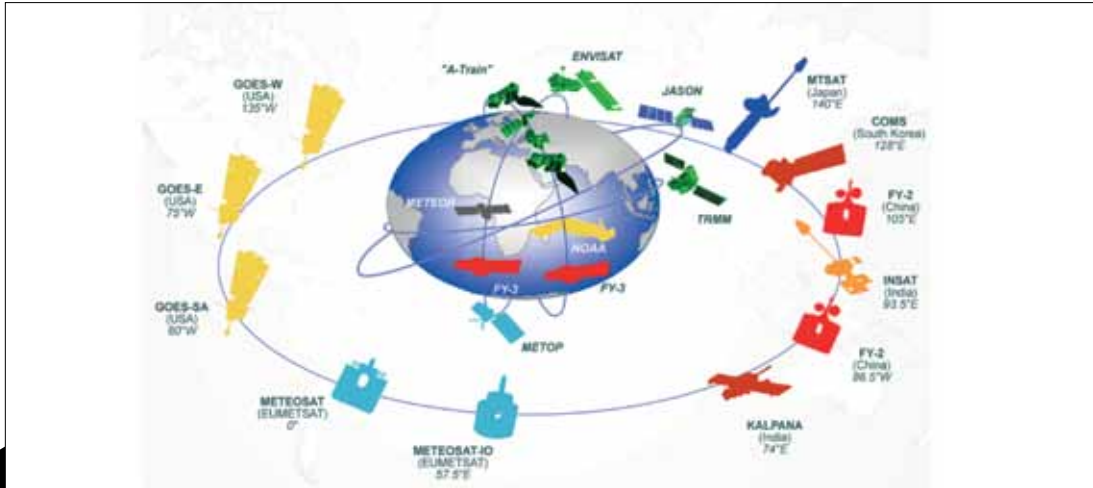 "A-Train"
ENVISAT
JASON
MTSAT
(Japan)
140°E
COMS
(South Korea)
128°E
FY-2
(China)
105°E
INSAT
(India)
93.5°E
FY-2
(China)
86.5°W
KALPANA
(India)
74°E
METEOSAT-IO
(EUMETSAT)
57.5°E
METEOSAT
(EUMETSAT)
0°
GOES-SA
(USA)
60°W
GOES-E
(USA)
75°W
GOES-W
(USA)
135°W
TRMM
METEOR
NOAA
FY-3
FY-3
METOP